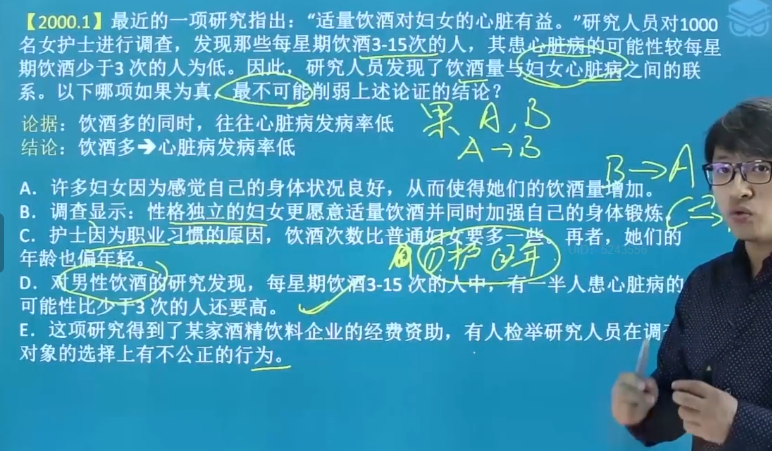 【2000.1】最近的一项研究指出：“适量饮酒对妇女的心脏有益。”研究人员对1000
名女护士进行调查，发现那些每星期饮酒3-15次的人，其患心脏病的可能性较每星
期饮酒少于3 次的人为低。因此，研究人员发现了饮酒量与妇女心脏病之间的联
系。以下哪项如果为真，最不可能削弱上述论证的结论？
论据：饮酒多的同时，往往心脏病发病率低
结论：饮酒多→心脏病发病率低
果 A，B
A→B
B→A
A．许多妇女因为感觉自己的身体状况良好，从而使得她们的饮酒量增加。
B．调查显示：性格独立的妇女更愿意适量饮酒并同时加强自己的身体锻炼
C．护士因为职业习惯的原因，饮酒次数比普通妇女要多一些。再者，她们的
年龄也偏年轻。
①护 ②年
D．对男性饮酒的研究发现，每星期饮酒3-15 次的人中，有一半人患心脏病的
可能性比少于3 次的人还要高。
E．这项研究得到了某家酒精饮料企业的经费资助，有人检举研究人员在调
对象的选择上有不公正的行为。